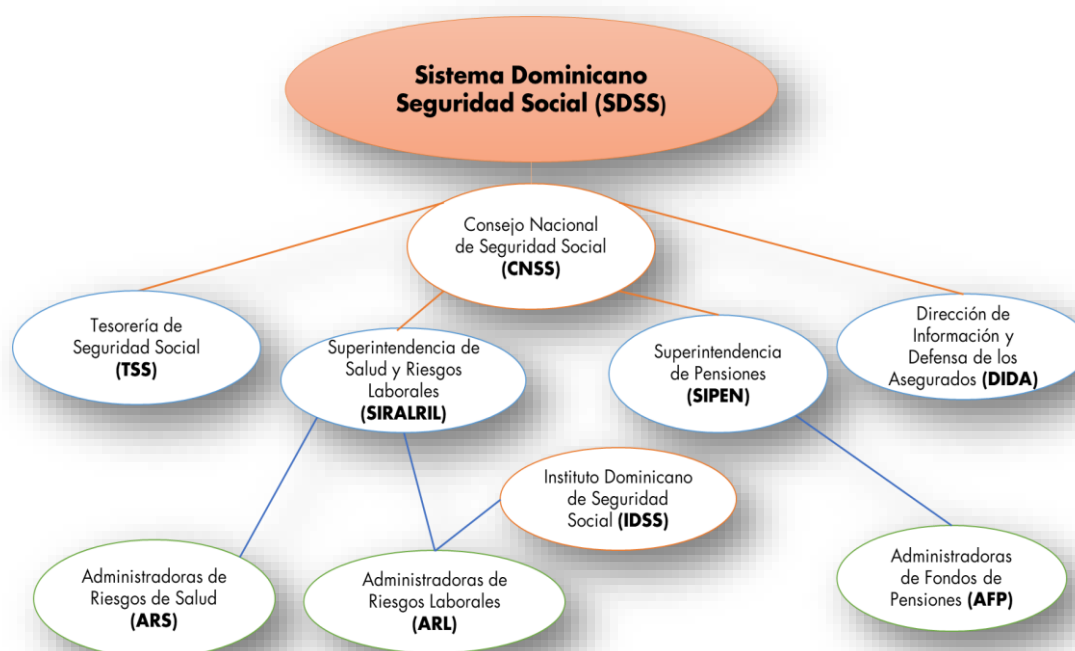 Sistema Dominicano
Seguridad Social (SDSS)
Consejo Nacional
de Seguridad Social
(CNSS)
Tesorería de
Seguridad Social
(TSS)
Superintendencia de
Salud y Riesgos
Laborales
(SIRALRIL)
Superintendencia
de Pensiones
(SIPEN)
Dirección de
Información y
Defensa de los
Asegurados (DIDA)
Instituto Dominicano
de Seguridad
Social (IDSS)
Administradoras de
Riesgos de Salud
(ARS)
Administradoras de
Riesgos Laborales
(ARL)
Administradoras
de Fondos de
Pensiones (AFP)